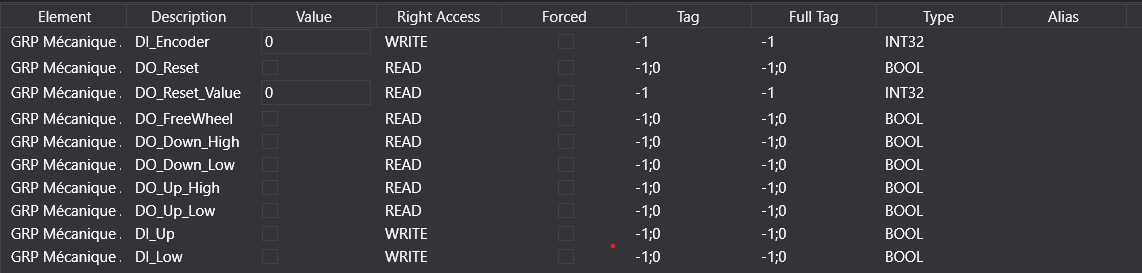 Element Description Value Right Access Forced Tag Full Tag Type Alias
GRP Mécanique . DI_Encoder 0 WRITE -1 -1 INT32
GRP Mécanique . DO_Reset READ -1;0 -1;0 BOOL
GRP Mécanique . DO_Reset_Value 0 READ -1 -1 INT32
GRP Mécanique . DO_FreeWheel READ -1;0 -1;0 BOOL
GRP Mécanique . DO_Down_High READ -1;0 -1;0 BOOL
GRP Mécanique . DO_Down_Low READ -1;0 -1;0 BOOL
GRP Mécanique . DO_Up_High READ -1;0 -1;0 BOOL
GRP Mécanique . DO_Up_Low READ -1;0 -1;0 BOOL
GRP Mécanique . DI_Up WRITE -1;0 -1;0 BOOL
GRP Mécanique . DI_Low WRITE -1;0 -1;0 BOOL